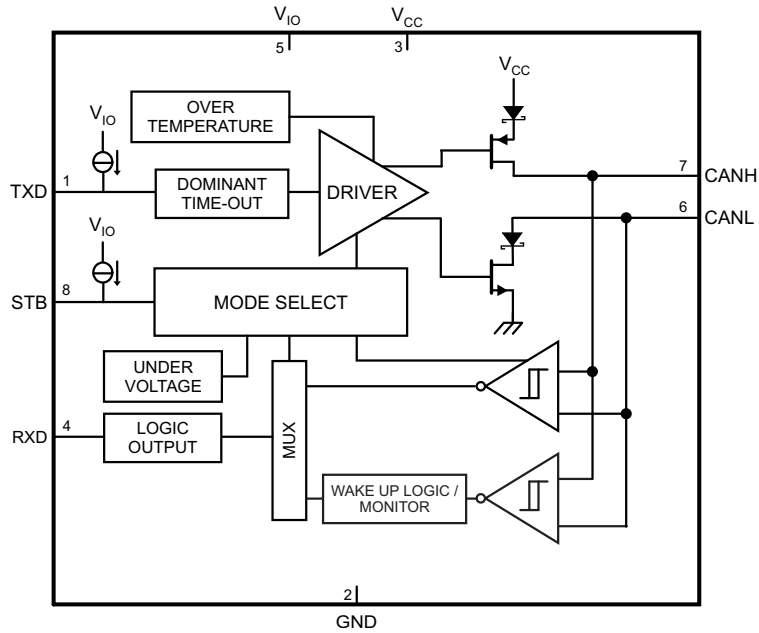 VIO
VCC
5
3
VCC
OVER
TEMPERATURE
VIO
TXD
1
DOMINANT
TIME-OUT
DRIVER
7
CANH
6
CANL
VIO
STB
8
MODE SELECT
UNDER
VOLTAGE
RXD
4
LOGIC
OUTPUT
MUX
WAKE UP LOGIC /
MONITOR
2
GND